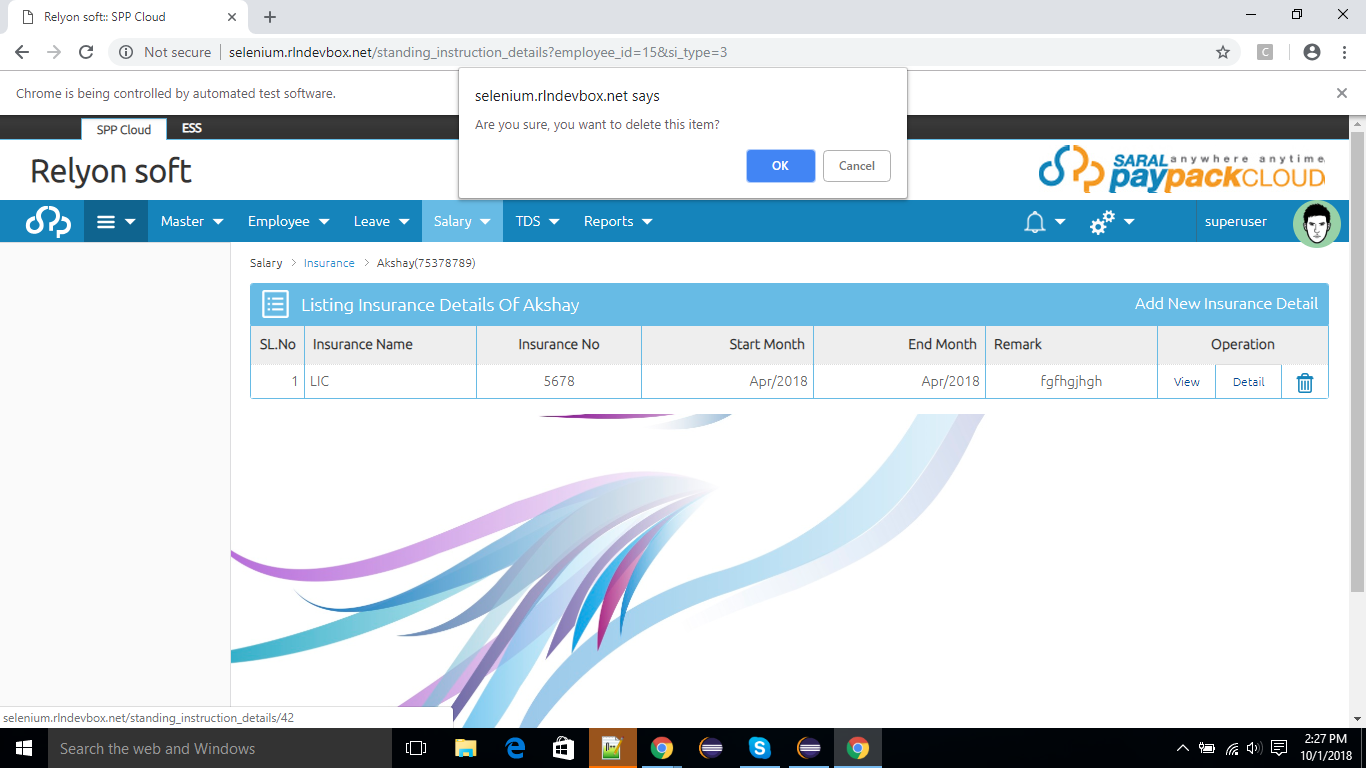 Relyon soft:: SPP Cloud
Not secure selenium.rlndevbox.net/standing_instruction_details?employee_id=15&si_type=3
C
Chrome is being controlled by automated test software.
selenium.rlndevbox.net says
Are you sure, you want to delete this item?
OK Cancel
SPP Cloud ESS
Relyon soft
SARAL anywhere anytime
paypackCLOUD
Master Employee Leave Salary TDS Reports superuser
Salary > Insurance > Akshay(75378789)
Listing Insurance Details Of Akshay Add New Insurance Detail
SL.No Insurance Name Insurance No Start Month End Month Remark Operation
1 LIC 5678 Apr/2018 Apr/2018 fgfhgjhgh View Detail
selenium.rlndevbox.net/standing_instruction_details/42
Search the web and Windows
2:27 PM
10/1/2018